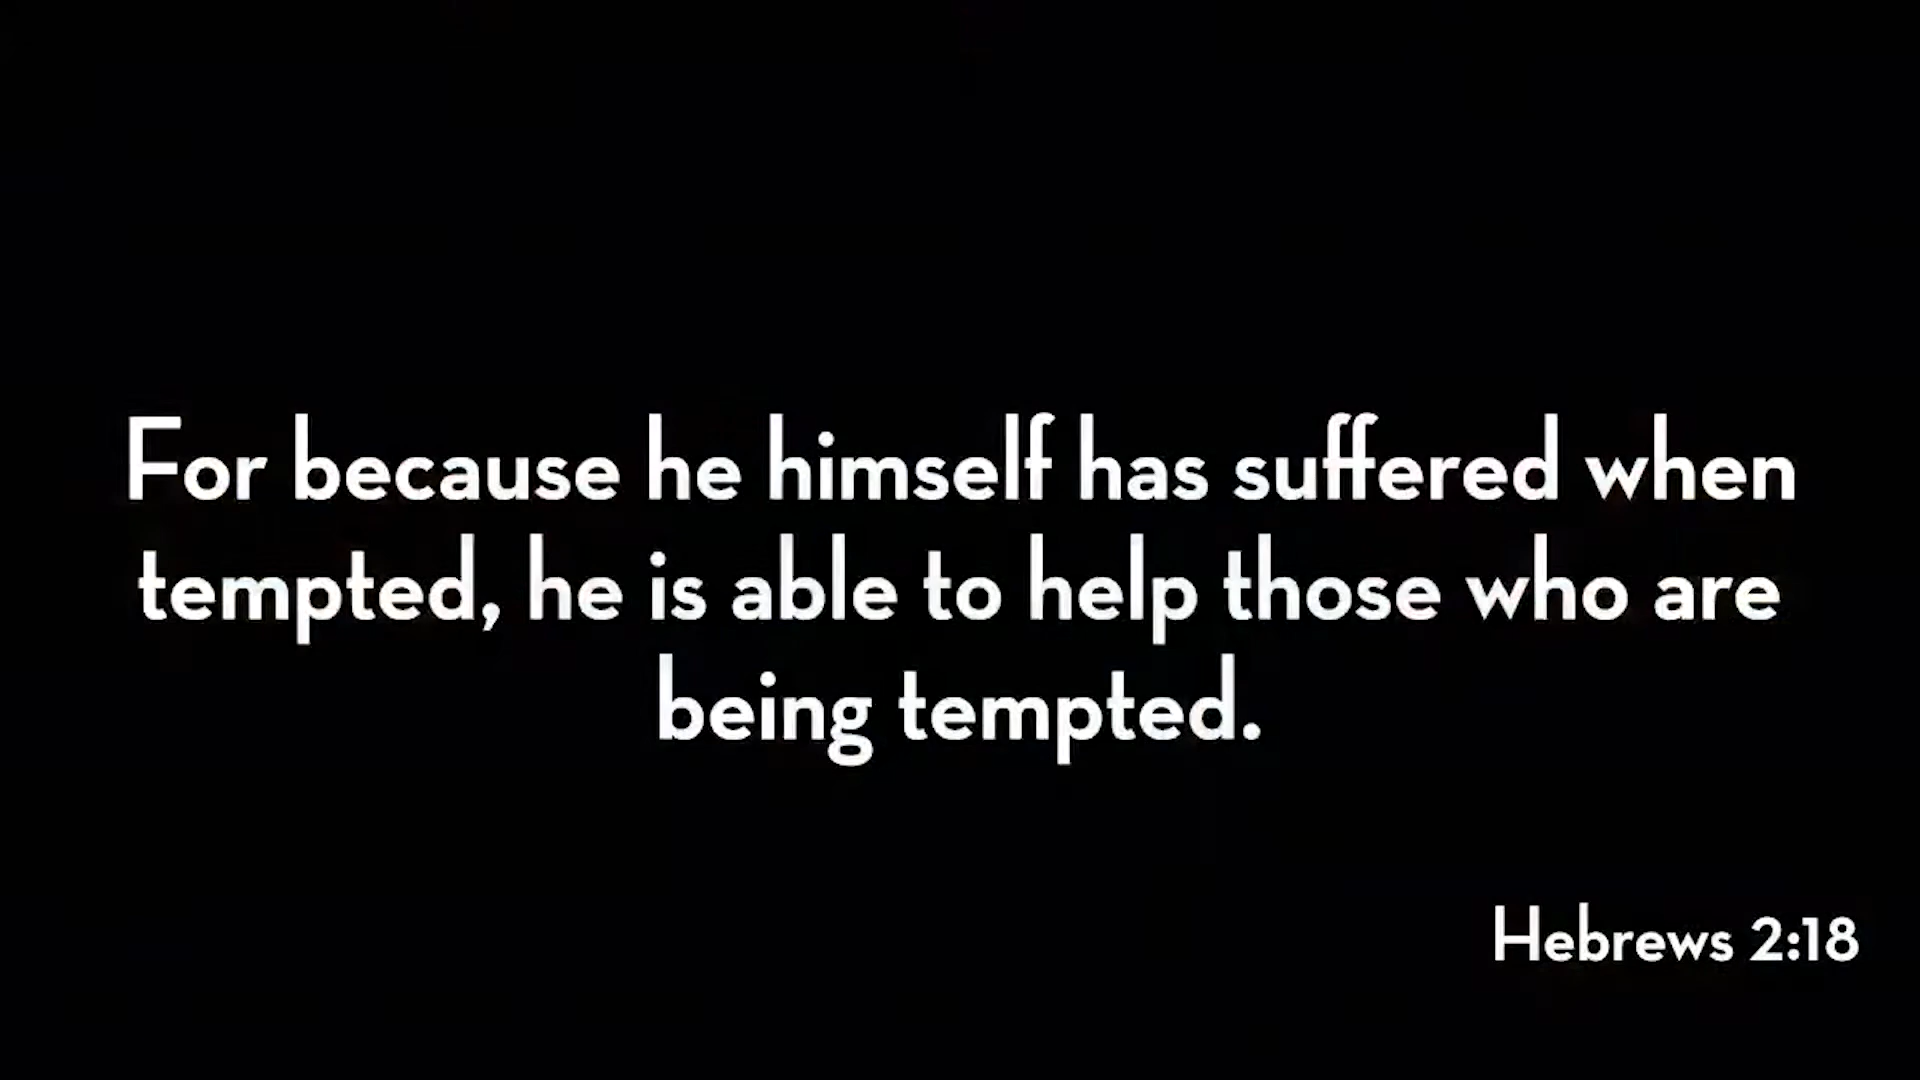 For because he himself has suffered when
tempted, he is able to help those who are
being tempted.
Hebrews 2:18